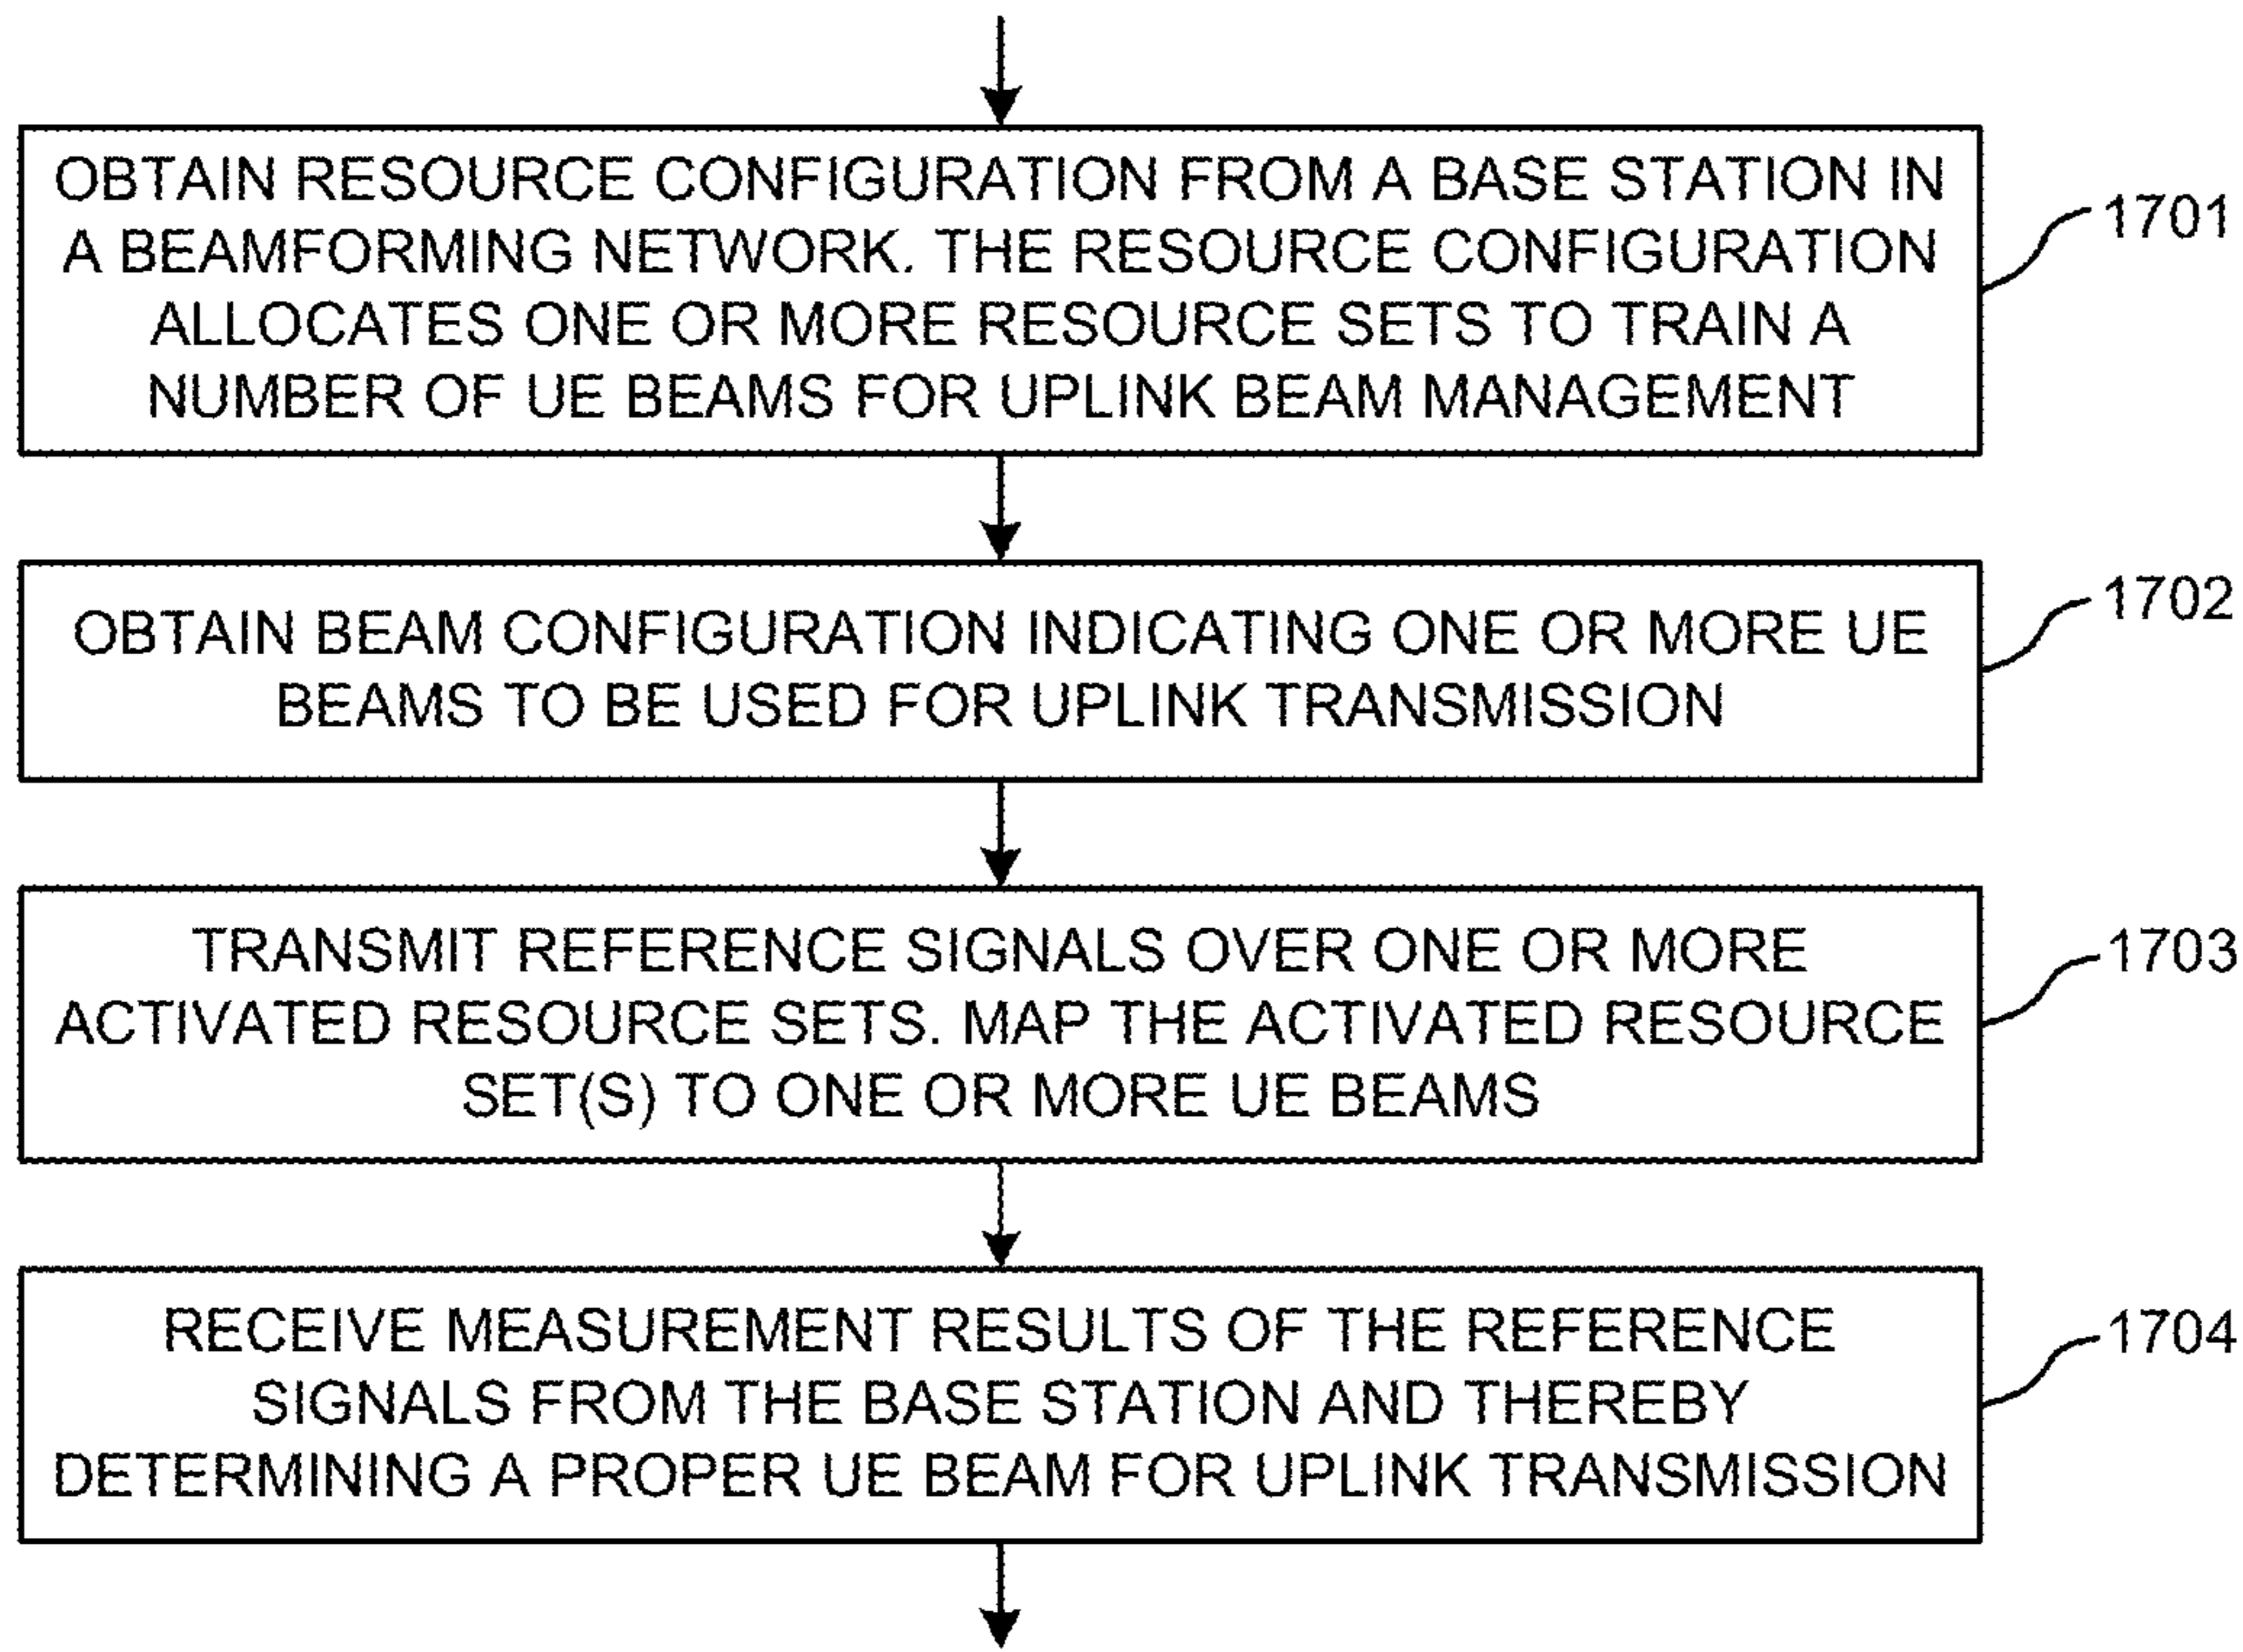 OBTAIN RESOURCE CONFIGURATION FROM A BASE STATION IN
A BEAMFORMING NETWORK. THE RESOURCE CONFIGURATION
ALLOCATES ONE OR MORE RESOURCE SETS TO TRAIN A
NUMBER OF UE BEAMS FOR UPLINK BEAM MANAGEMENT
1701
OBTAIN BEAM CONFIGURATION INDICATING ONE OR MORE UE
BEAMS TO BE USED FOR UPLINK TRANSMISSION
1702
TRANSMIT REFERENCE SIGNALS OVER ONE OR MORE
ACTIVATED RESOURCE SETS. MAP THE ACTIVATED RESOURCE
SET(S) TO ONE OR MORE UE BEAMS
1703
RECEIVE MEASUREMENT RESULTS OF THE REFERENCE
SIGNALS FROM THE BASE STATION AND THEREBY
DETERMINING A PROPER UE BEAM FOR UPLINK TRANSMISSION
1704